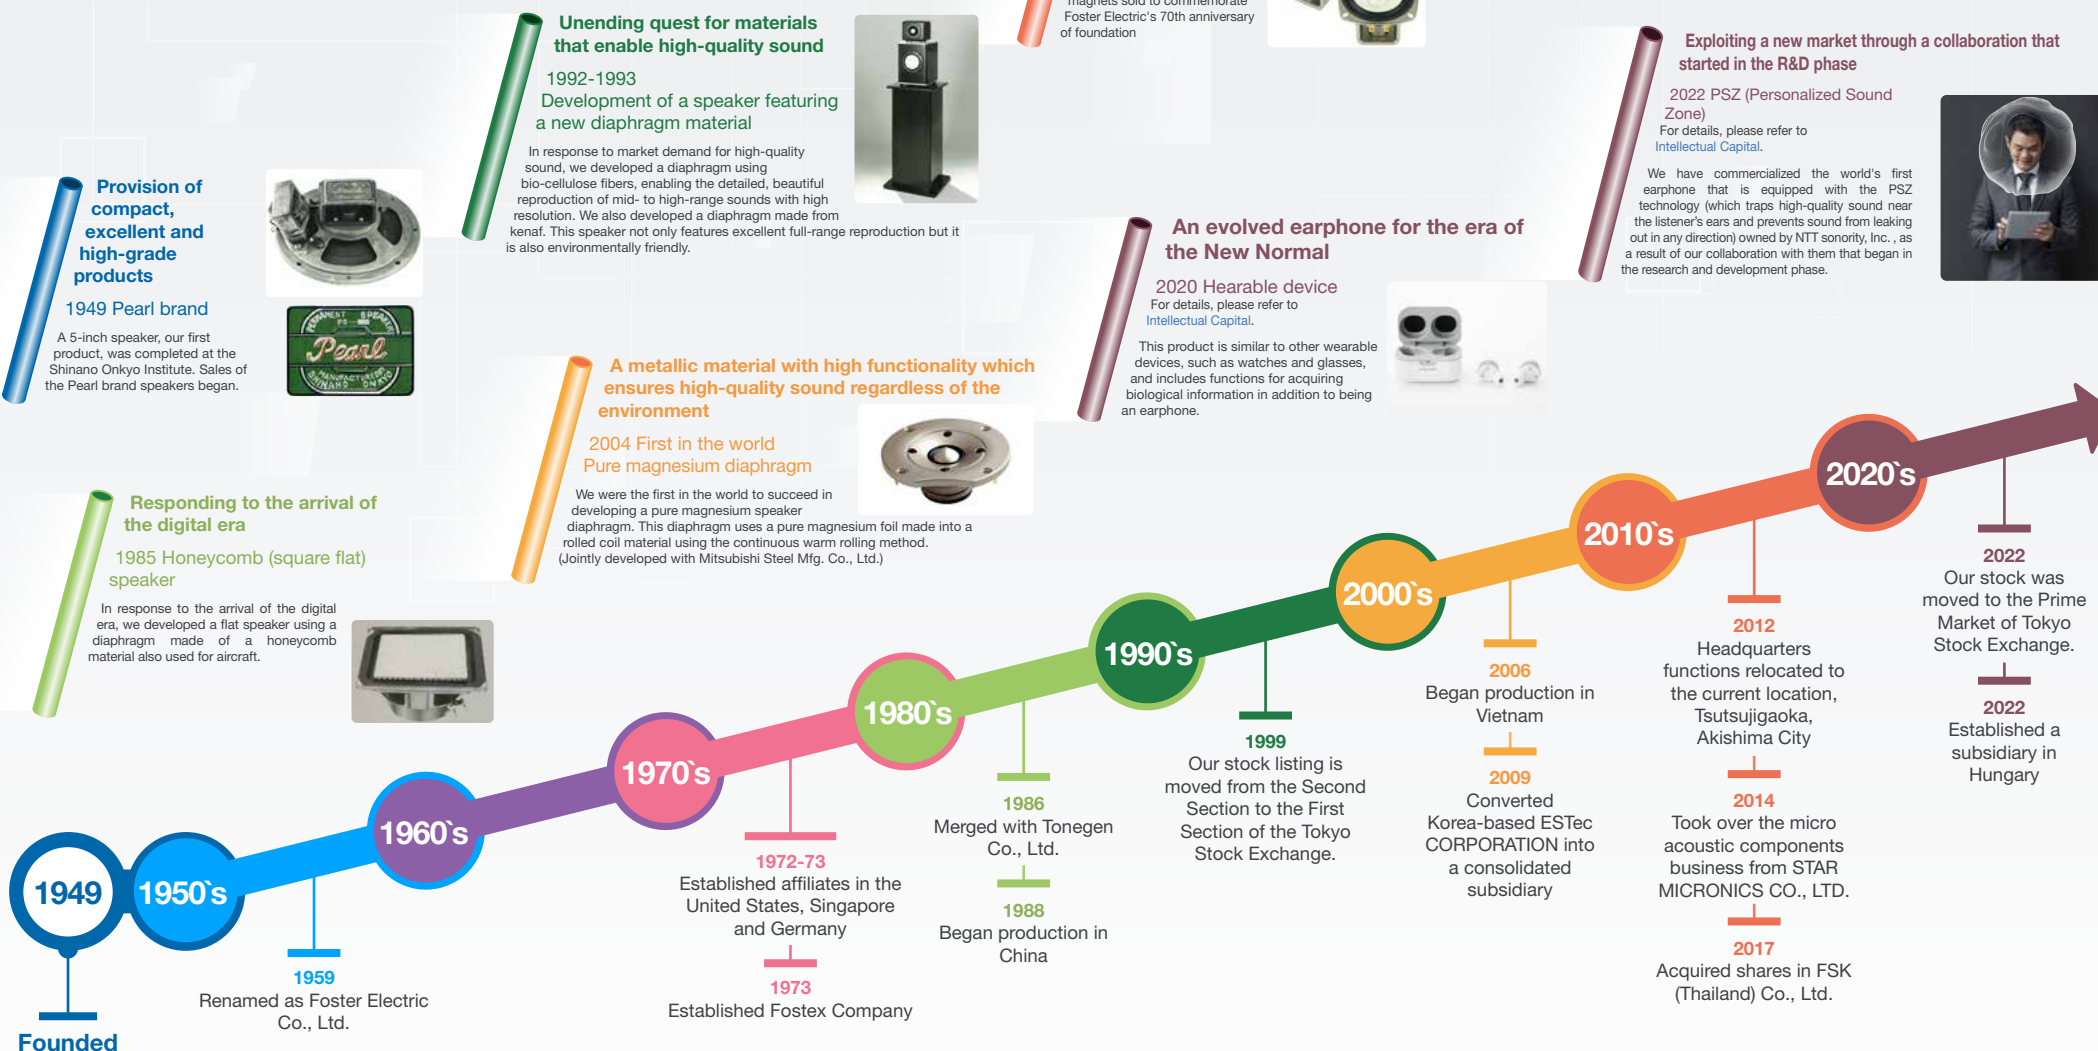 magnets sold to commemorate
Foster Electric's 70th anniversary
of foundation
Unending quest for materials
that enable high-quality sound
1992-1993
Development of a speaker featuring
a new diaphragm material
In response to market demand for high-quality
sound, we developed a diaphragm using
bio-cellulose fibers, enabling the detailed, beautiful
reproduction of mid- to high-range sounds with high
resolution. We also developed a diaphragm made from
kenaf. This speaker not only features excellent full-range reproduction but it
is also environmentally friendly.
Exploiting a new market through a collaboration that
started in the R&D phase
2022 PSZ (Personalized Sound
Zone)
For details, please refer to
Intellectual Capital.
We have commercialized the world's first
earphone that is equipped with the PSZ
technology (which traps high-quality sound near
the listener's ears and prevents sound from leaking
out in any direction) owned by NTT sonority, Inc. , as
a result of our collaboration with them that began in
the research and development phase.
Provision of
compact,
excellent and
high-grade
products
1949 Pearl brand
A 5-inch speaker, our first
product, was completed at the
Shinano Onkyo Institute. Sales of
the Pearl brand speakers began.
PERMANENT SPEAKER
Pearl
MANUFACTURER
SHINANO ONKYO
An evolved earphone for the era of
the New Normal
2020 Hearable device
For details, please refer to
Intellectual Capital.
This product is similar to other wearable
devices, such as watches and glasses,
and includes functions for acquiring
biological information in addition to being
an earphone.
A metallic material with high functionality which
ensures high-quality sound regardless of the
environment
2004 First in the world
Pure magnesium diaphragm
We were the first in the world to succeed in
developing a pure magnesium speaker
diaphragm. This diaphragm uses a pure magnesium foil made into a
rolled coil material using the continuous warm rolling method.
(Jointly developed with Mitsubishi Steel Mfg. Co., Ltd.)
Responding to the arrival of
the digital era
1985 Honeycomb (square flat)
speaker
In response to the arrival of the digital
era, we developed a flat speaker using a
diaphragm made of a honeycomb
material also used for aircraft.
1949
Founded
1950`s
1959
Renamed as Foster Electric
Co., Ltd.
1960`s
1970`s
1972-73
Established affiliates in the
United States, Singapore
and Germany
1973
Established Fostex Company
1980`s
1986
Merged with Tonegen
Co., Ltd.
1988
Began production in
China
1990`s
1999
Our stock listing is
moved from the Second
Section to the First
Section of the Tokyo
Stock Exchange.
2000`s
2006
Began production in
Vietnam
2009
Converted
Korea-based ESTec
CORPORATION into
a consolidated
subsidiary
2010`s
2012
Headquarters
functions relocated to
the current location,
Tsutsujigaoka,
Akishima City
2014
Took over the micro
acoustic components
business from STAR
MICRONICS CO., LTD.
2017
Acquired shares in FSK
(Thailand) Co., Ltd.
2020`s
2022
Our stock was
moved to the Prime
Market of Tokyo
Stock Exchange.
2022
Established a
subsidiary in
Hungary